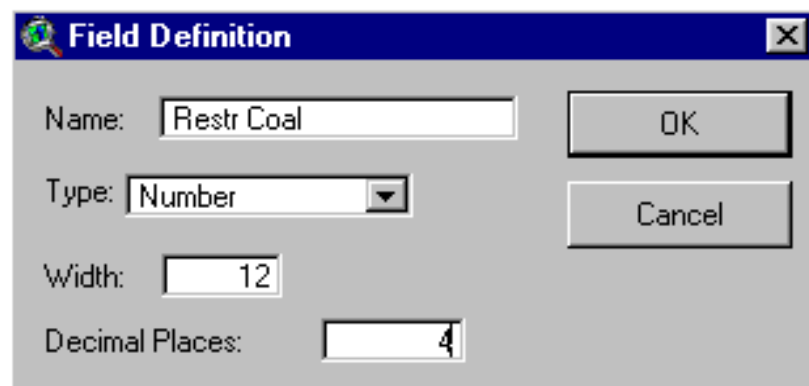 Field Definition
Name: Restr Coal
OK
Type: Number
Cancel
Width: 12
Decimal Places: 4